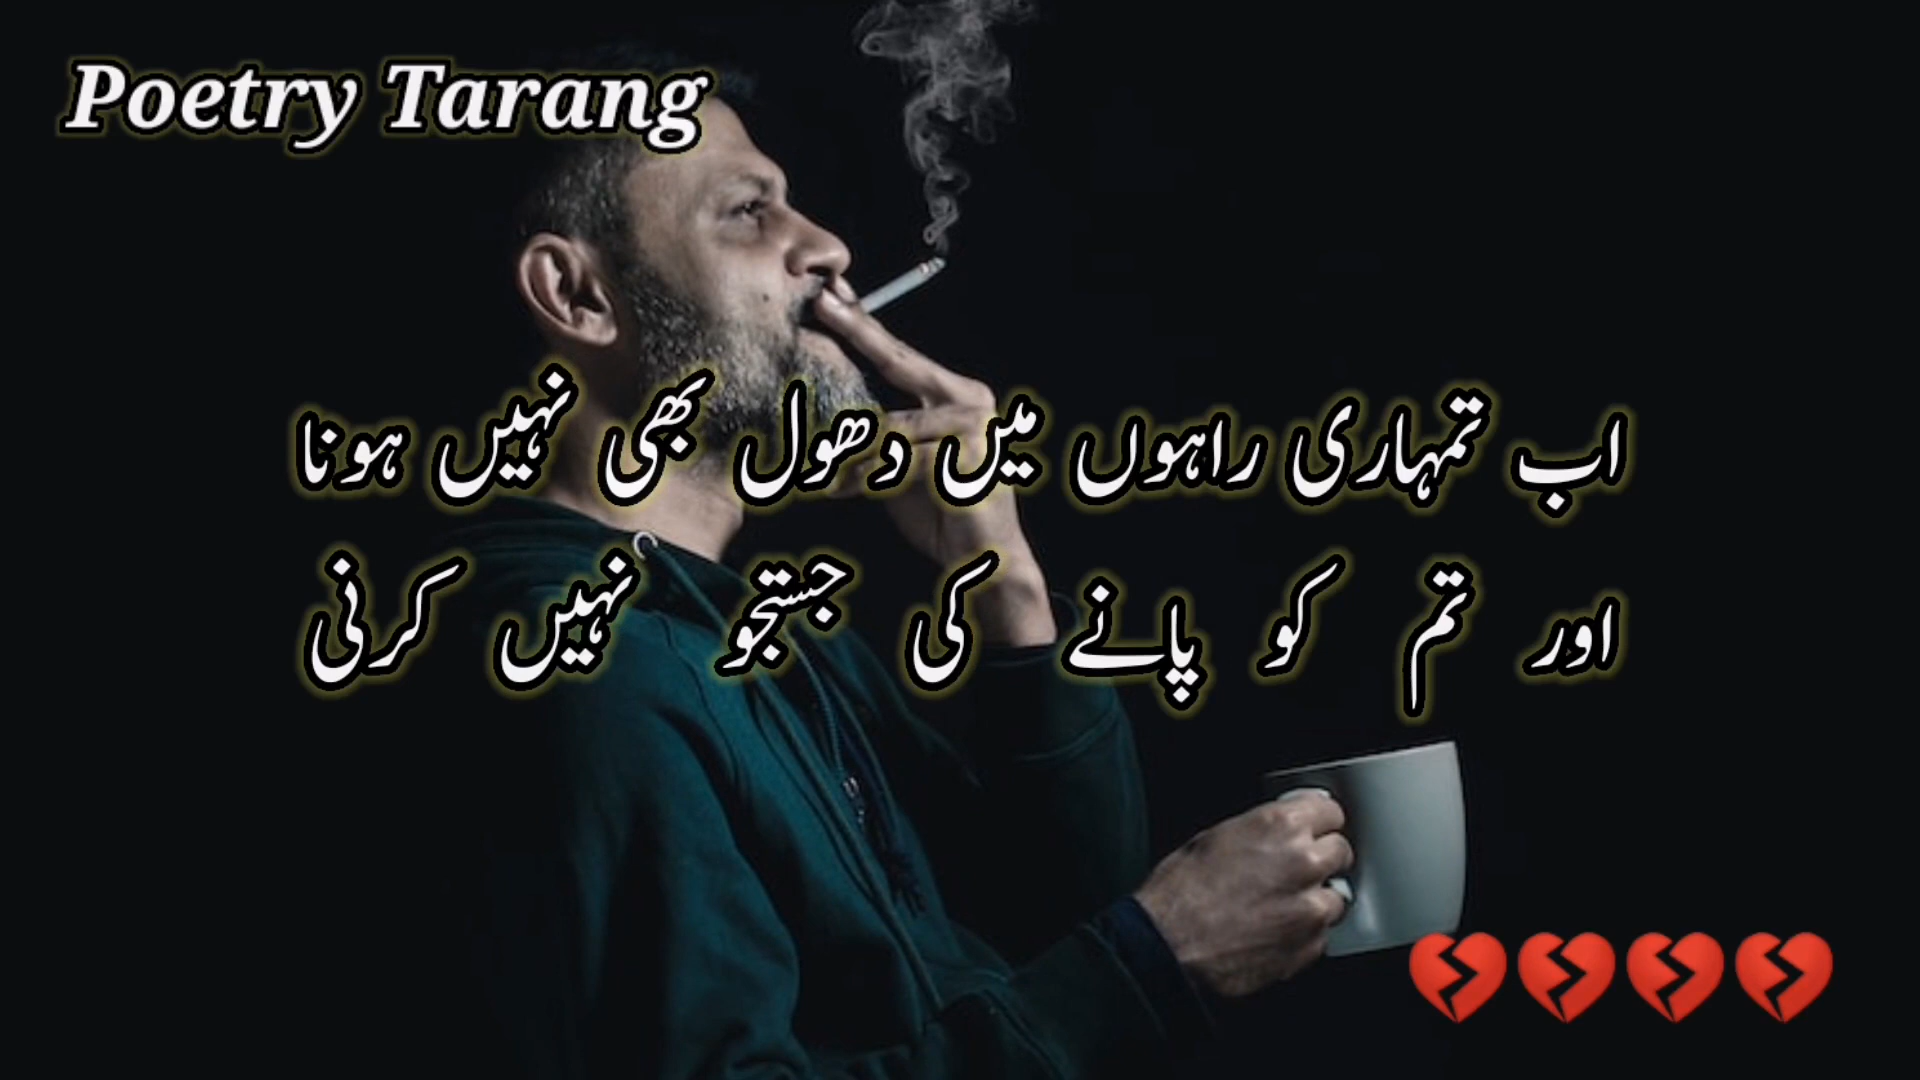 Poetry Tarang
اب تمہاری راہوں میں دھول بھی نہیں ہونا
اور تم کو پانے کی جستجو نہیں کرنی